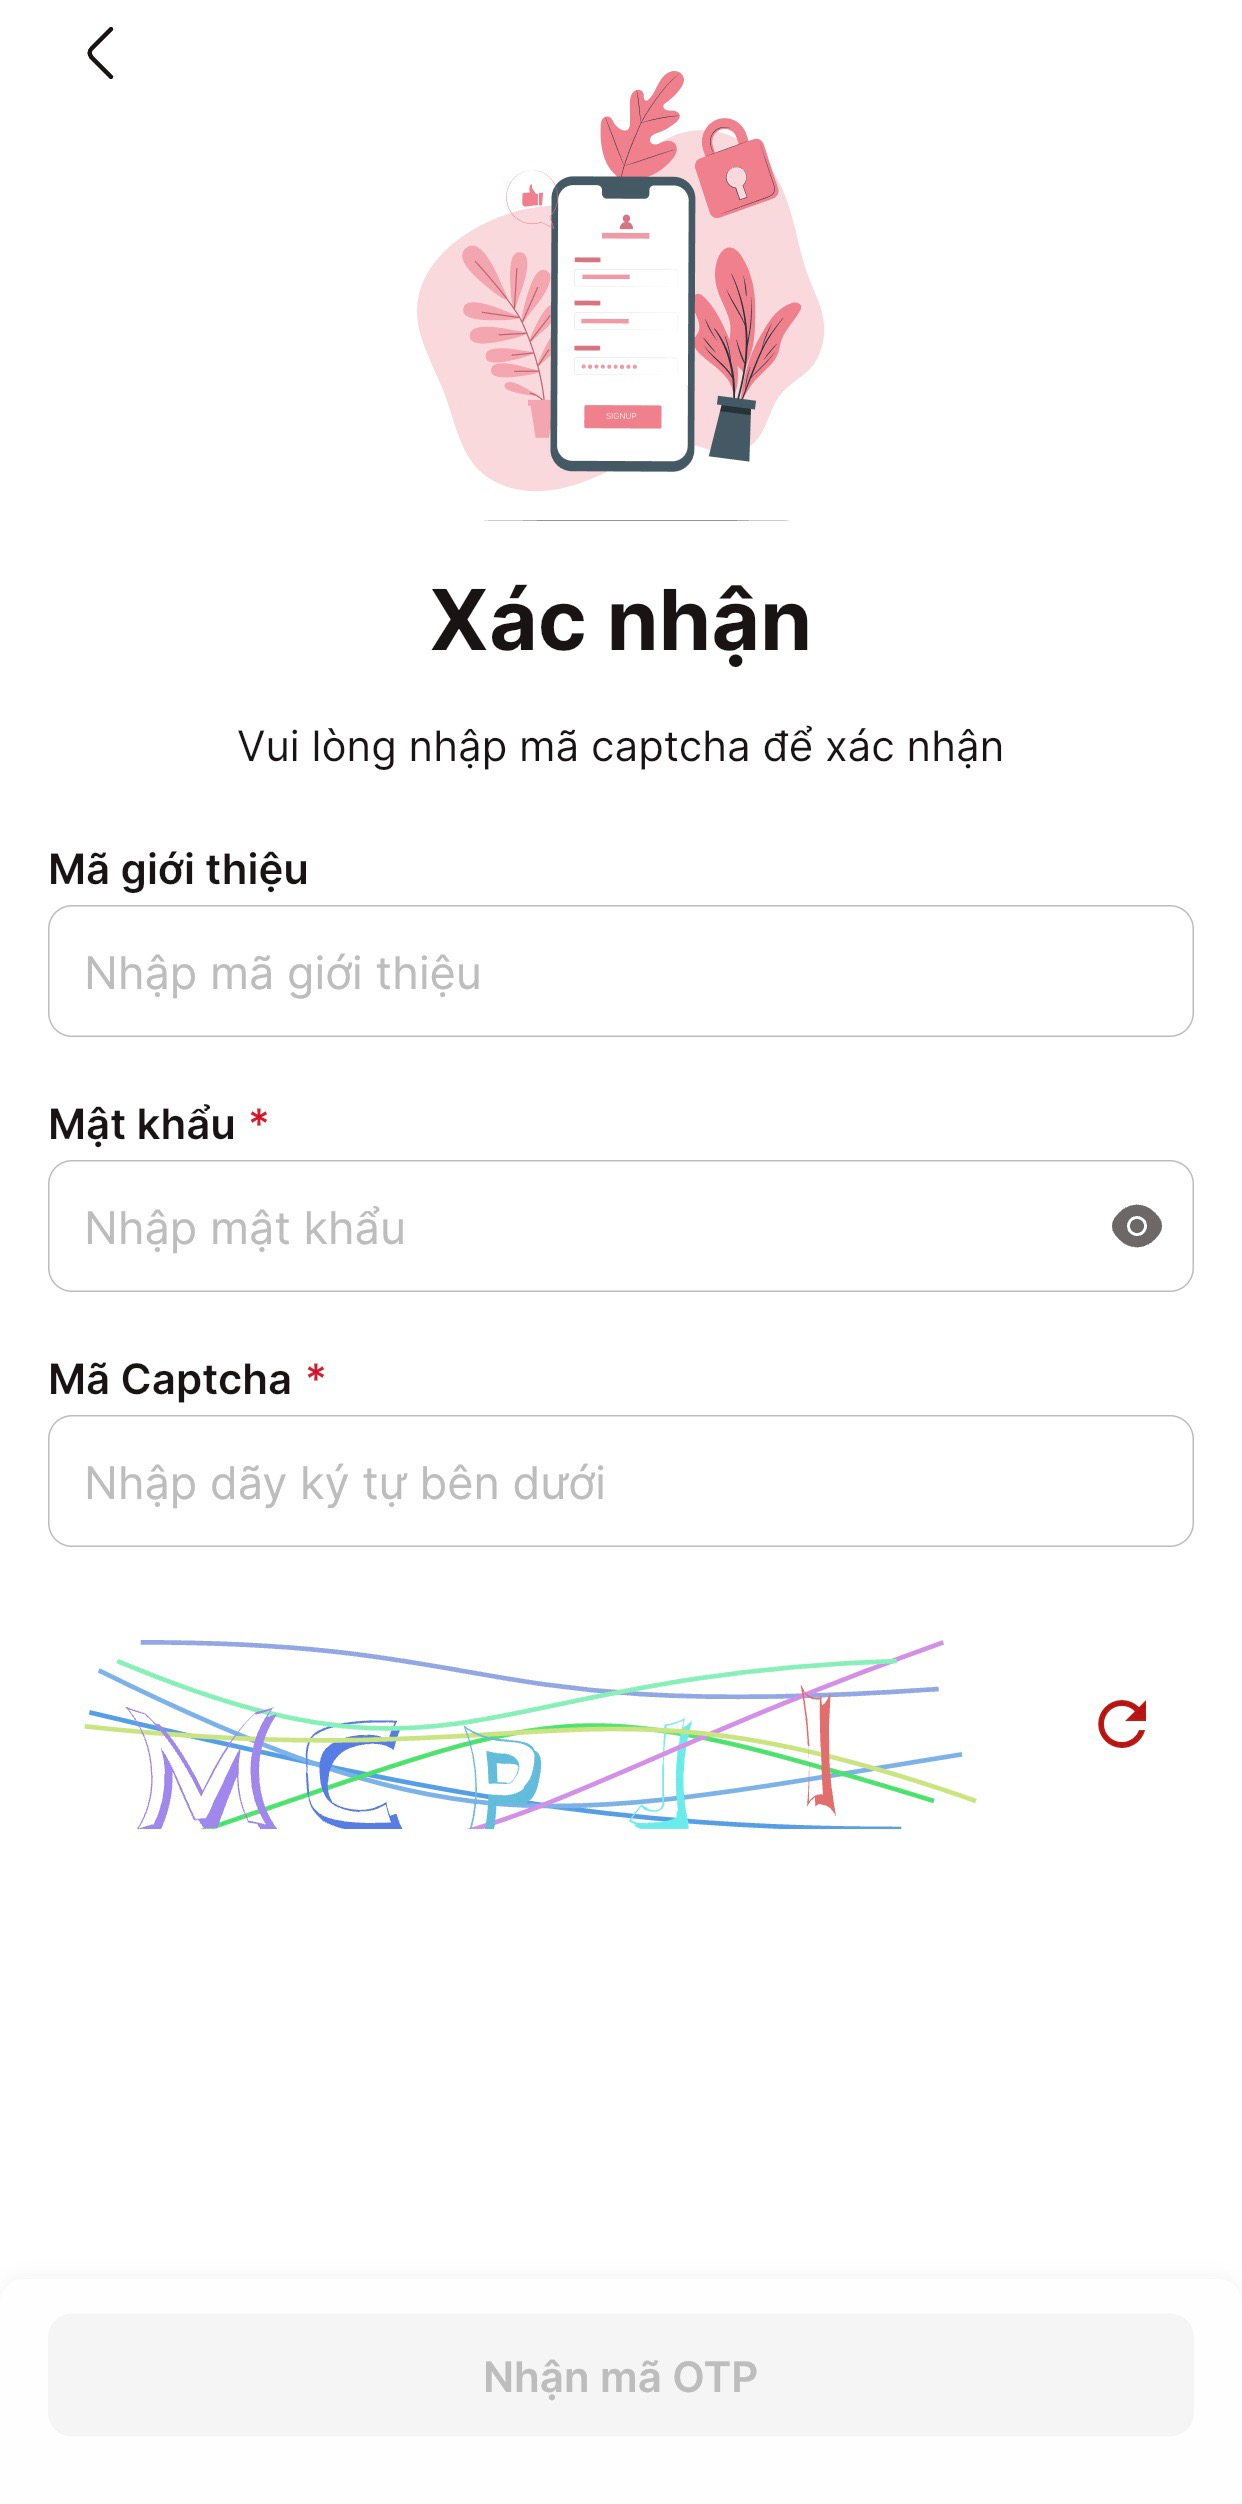 SIGNUP
Xác nhận
Vui lòng nhập mã captcha để xác nhận
Mã giới thiệu
Nhập mã giới thiệu
Mật khẩu *
Nhập mật khẩu
Mã Captcha *
Nhập dãy ký tự bên dưới
Nhận mã OTP